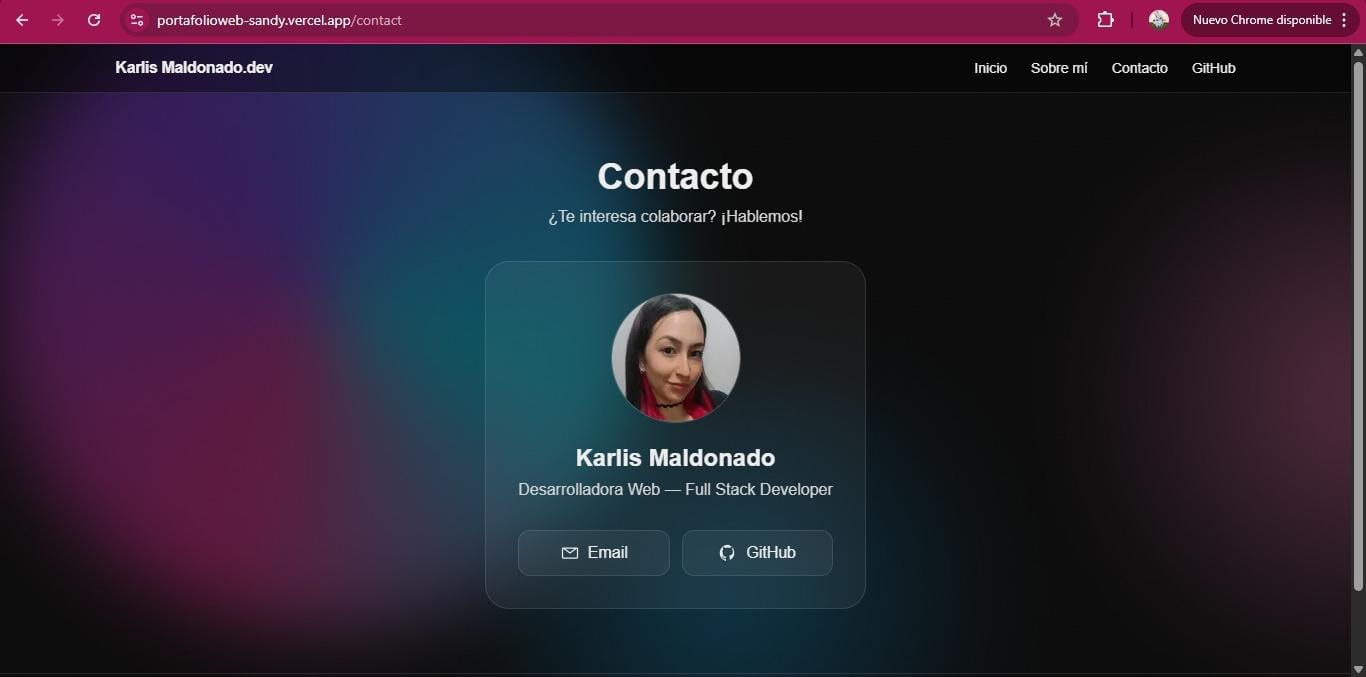 portafolioweb-sandy.vercel.app/contact
Nuevo Chrome disponible
Karlis Maldonado.dev
Inicio
Sobre mí
Contacto
GitHub
Contacto
¿Te interesa colaborar? ¡Hablemos!
Karlis Maldonado
Desarrolladora Web — Full Stack Developer
Email
GitHub